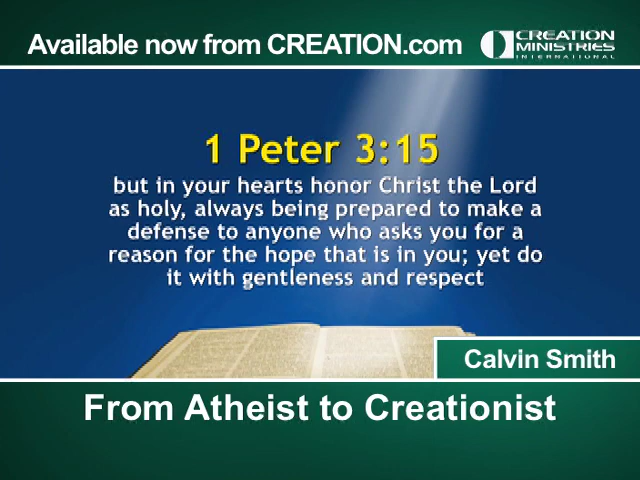 Available now from CREATION.com
CREATION
MINISTRIES
INTERNATIONAL
1 Peter 3:15
but in your hearts honor Christ the Lord
as holy, always being prepared to make a
defense to anyone who asks you for a
reason for the hope that is in you; yet do
it with gentleness and respect
Calvin Smith
From Atheist to Creationist